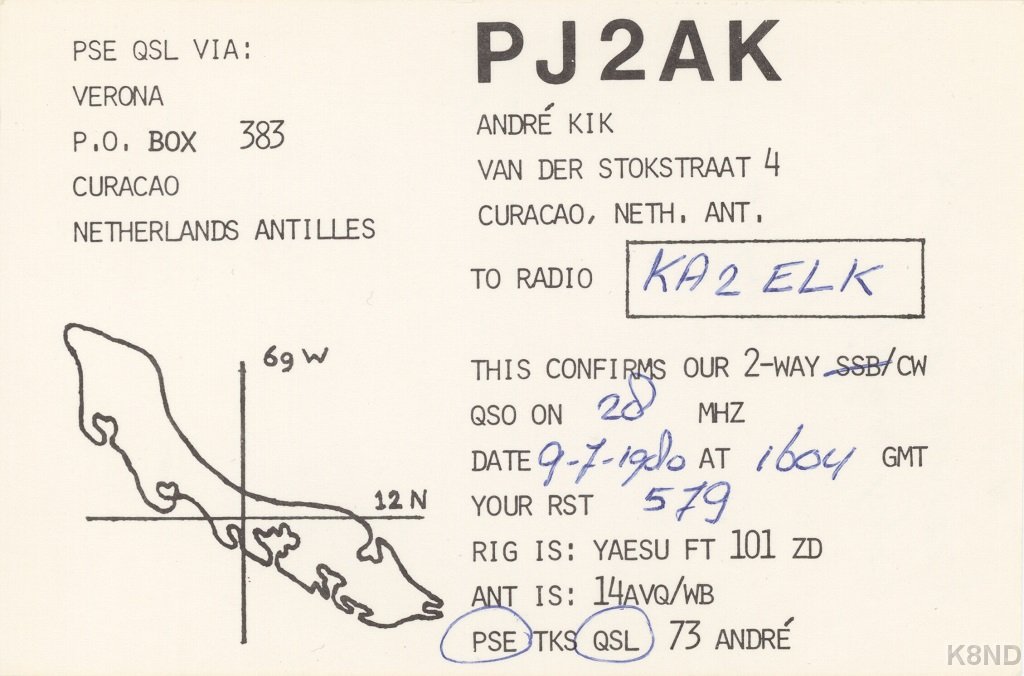 PSE QSL VIA:
VERONA
P.O. BOX 383
CURACAO
NETHERLANDS ANTILLES
PJ2AK
ANDRÉ KIK
VAN DER STOKSTRAAT 4
CURACAO, NETH. ANT.
TO RADIO KA2ELK
THIS CONFIRMS OUR 2-WAY SSB/CW
QSO ON 28 MHZ
DATE 9-7-1980 AT 1604 GMT
YOUR RST 579
RIG IS: YAESU FT 101 ZD
ANT IS: 14AVQ/WB
PSE TKS QSL 73 ANDRÉ
69 W
12 N
K8ND